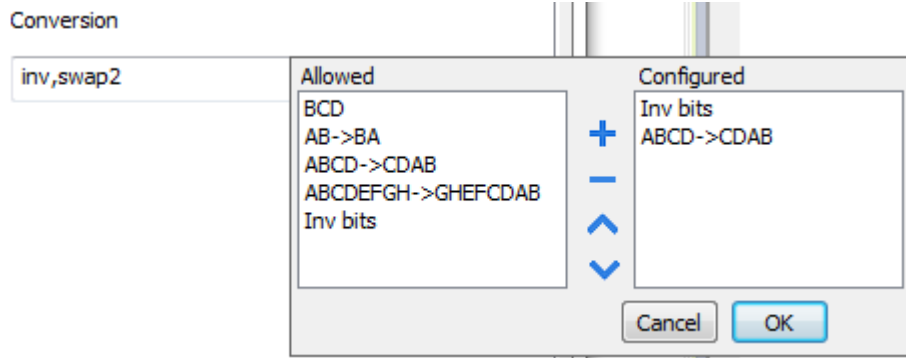 Conversion
inv,swap2
Allowed
BCD
AB->BA
ABCD->CDAB
ABCDEFGH->GHEFCDAB
Inv bits
Configured
Inv bits
ABCD->CDAB
Cancel
OK